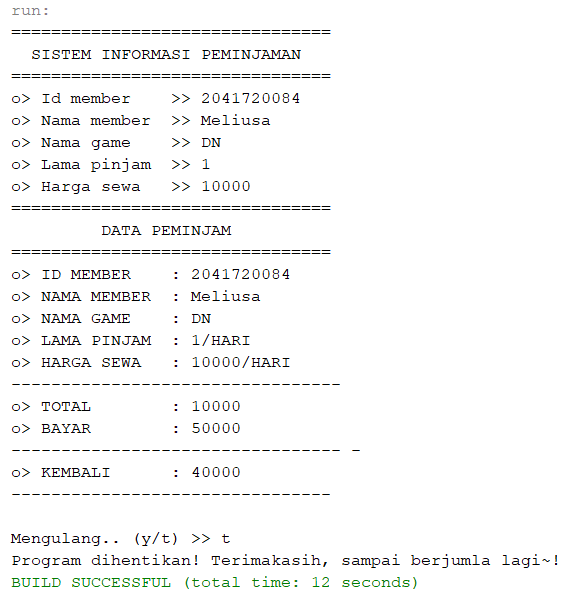 run:
================================
  SISTEM INFORMASI PEMINJAMAN
================================
o> Id member    >> 2041720084
o> Nama member  >> Meliusa
o> Nama game    >> DN
o> Lama pinjam  >> 1
o> Harga sewa   >> 10000
================================
         DATA PEMINJAM
================================
o> ID MEMBER    : 2041720084
o> NAMA MEMBER  : Meliusa
o> NAMA GAME    : DN
o> LAMA PINJAM  : 1/HARI
o> HARGA SEWA   : 10000/HARI
---------------------------------
o> TOTAL        : 10000
o> BAYAR        : 50000
--------------------------------- -
o> KEMBALI      : 40000
--------------------------------

Mengulang.. (y/t) >> t
Program dihentikan! Terimakasih, sampai berjumla lagi~!
BUILD SUCCESSFUL (total time: 12 seconds)